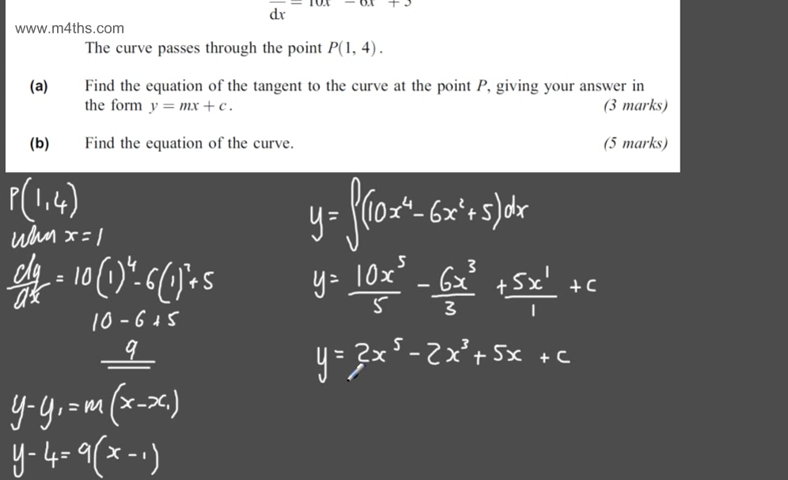 dx
www.m4ths.com
The curve passes through the point P(1, 4).
(a) Find the equation of the tangent to the curve at the point P, giving your answer in
the form y = mx + c. (3 marks)
(b) Find the equation of the curve. (5 marks)
P(1,4)
when x=1
dy/dx = 10(1)⁴-6(1)²+5
10-6+5
9
y-y₁=m(x-x₁)
y-4=9(x-1)
y=∫(10x⁴-6x²+5)dx
y= 10x⁵/5 - 6x³/3 + 5x¹/1 + c
y= 2x⁵-2x³+5x +c